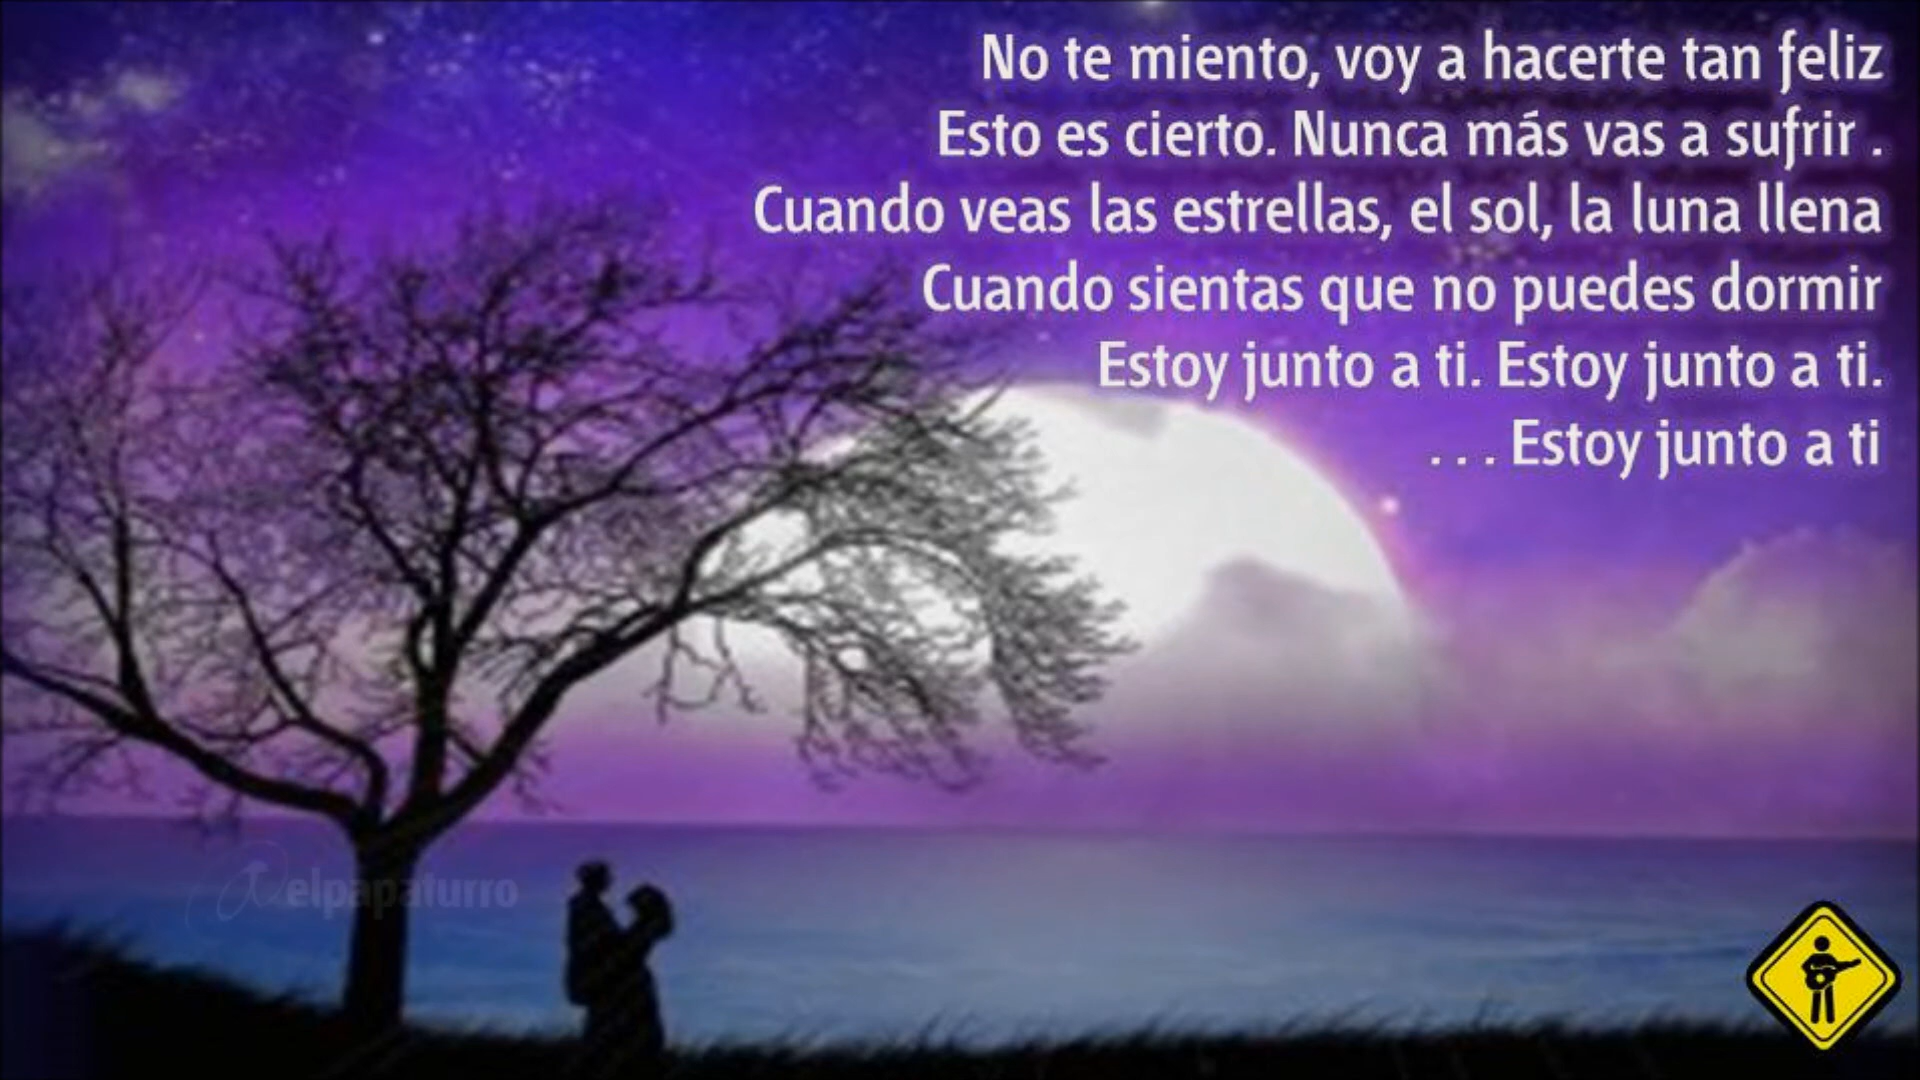 No te miento, voy a hacerte tan feliz
Esto es cierto. Nunca más vas a sufrir .
Cuando veas las estrellas, el sol, la luna llena
Cuando sientas que no puedes dormir
Estoy junto a ti. Estoy junto a ti.
. . . Estoy junto a ti
elpapaturro